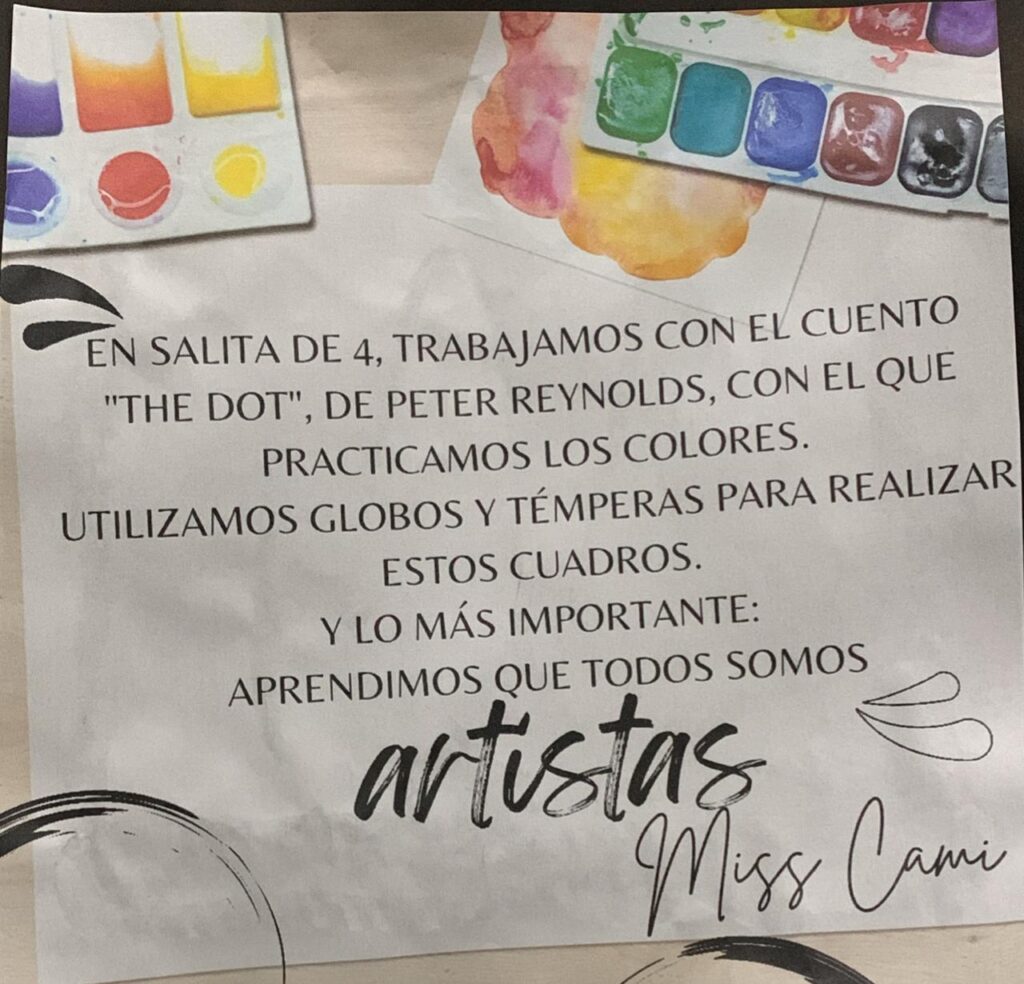 EN SALITA DE 4, TRABAJAMOS CON EL CUENTO
"THE DOT", DE PETER REYNOLDS, CON EL QUE
PRACTICAMOS LOS COLORES.
UTILIZAMOS GLOBOS Y TÉMPERAS PARA REALIZAR
ESTOS CUADROS.
Y LO MÁS IMPORTANTE:
APRENDIMOS QUE TODOS SOMOS
artistas
Miss Cami